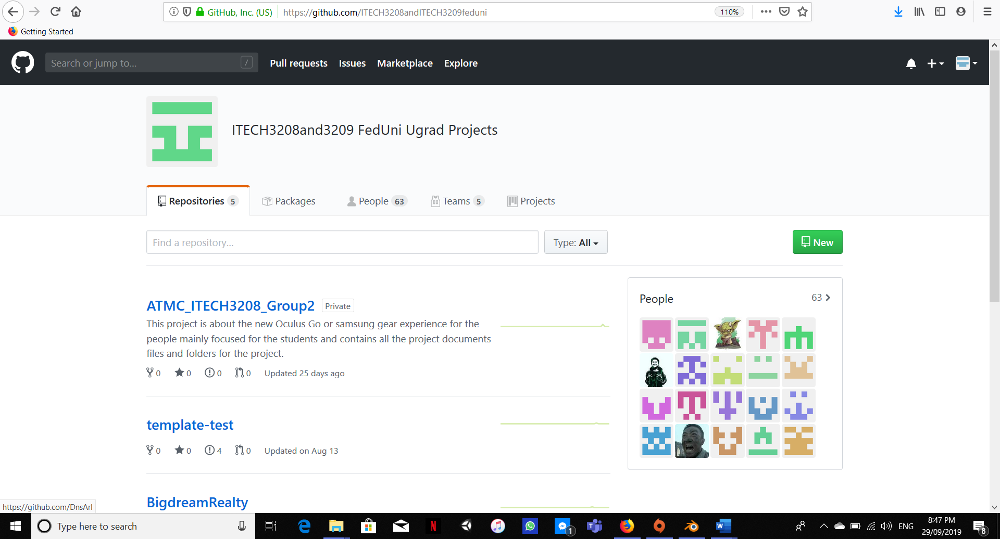 GitHub, Inc. (US) https://github.com/ITECH3208andITECH3209feduni 110%
Getting Started
Search or jump to... / Pull requests Issues Marketplace Explore
ITECH3208and3209 FedUni Ugrad Projects
Repositories 5 Packages People 63 Teams 5 Projects
Find a repository... Type: All New
People 63
ATMC_ITECH3208_Group2 Private
This project is about the new Oculus Go or samsung gear experience for the
people mainly focused for the students and contains all the project documents
files and folders for the project.
0 0 0 0 Updated 25 days ago
template-test
0 0 4 0 Updated on Aug 13
BigdreamRealty
https://github.com/DnsArl
Type here to search 1 ENG 8:47 PM
29/09/2019 8